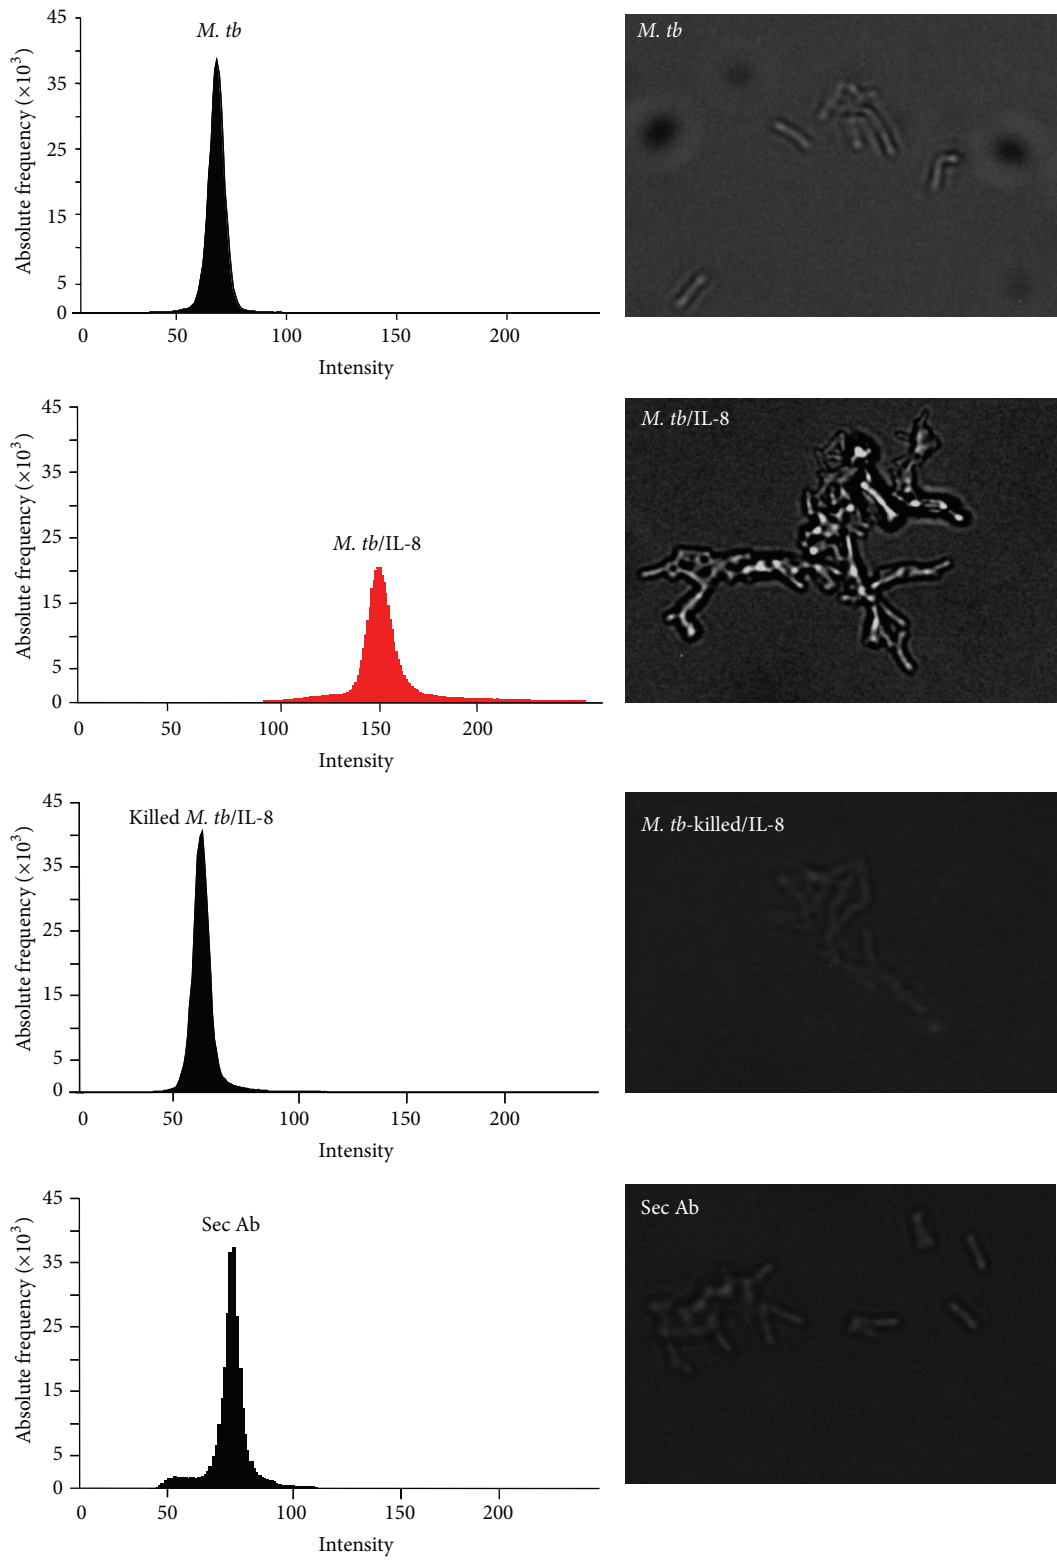 45
35
25
15
5
0
Absolute frequency (×10³)
M. tb
0 50 100 150 200
Intensity
M. tb
45
35
25
15
5
0
Absolute frequency (×10³)
M. tb/IL-8
0 50 100 150 200
Intensity
M. tb/IL-8
45
35
25
15
5
0
Absolute frequency (×10³)
Killed M. tb/IL-8
0 50 100 150 200
Intensity
M. tb-killed/IL-8
45
35
25
15
5
0
Absolute frequency (×10³)
Sec Ab
0 50 100 150 200
Intensity
Sec Ab